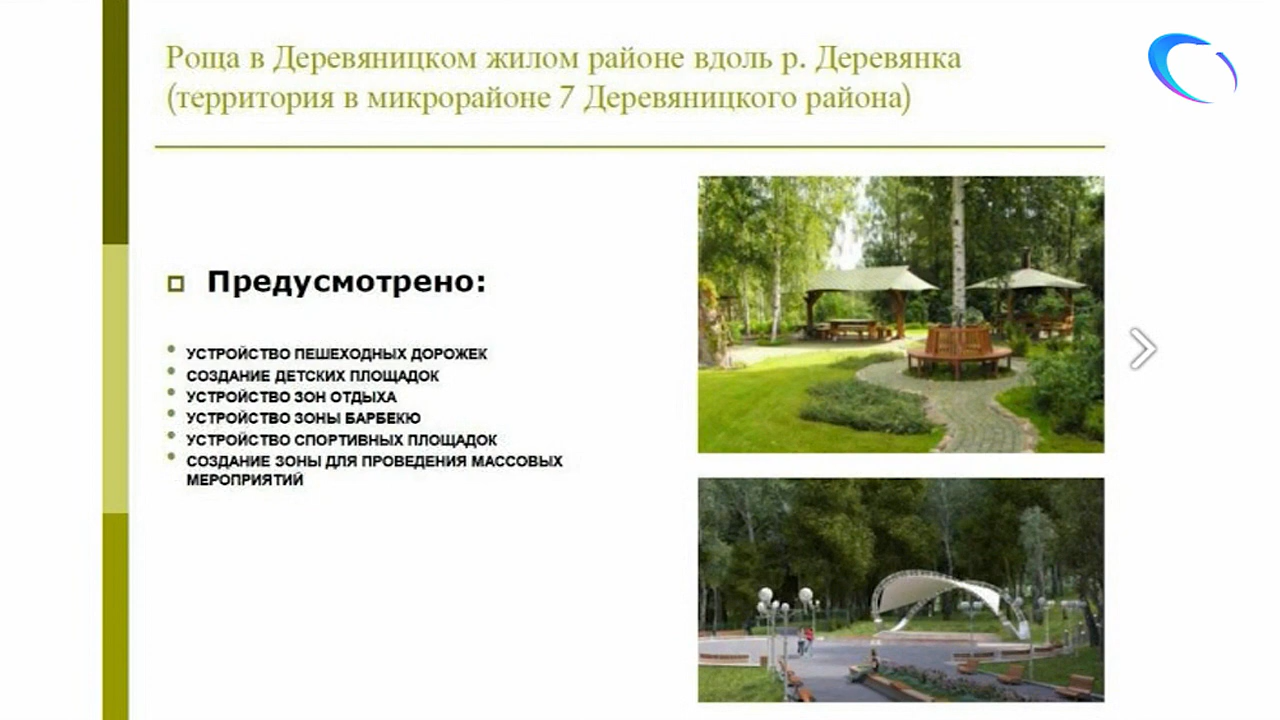 Роща в Деревяницком жилом районе вдоль р. Деревянка
(территория в микрорайоне 7 Деревяницкого района)
Предусмотрено:
УСТРОЙСТВО ПЕШЕХОДНЫХ ДОРОЖЕК
СОЗДАНИЕ ДЕТСКИХ ПЛОЩАДОК
УСТРОЙСТВО ЗОН ОТДЫХА
УСТРОЙСТВО ЗОНЫ БАРБЕКЮ
УСТРОЙСТВО СПОРТИВНЫХ ПЛОЩАДОК
СОЗДАНИЕ ЗОНЫ ДЛЯ ПРОВЕДЕНИЯ МАССОВЫХ
МЕРОПРИЯТИЙ